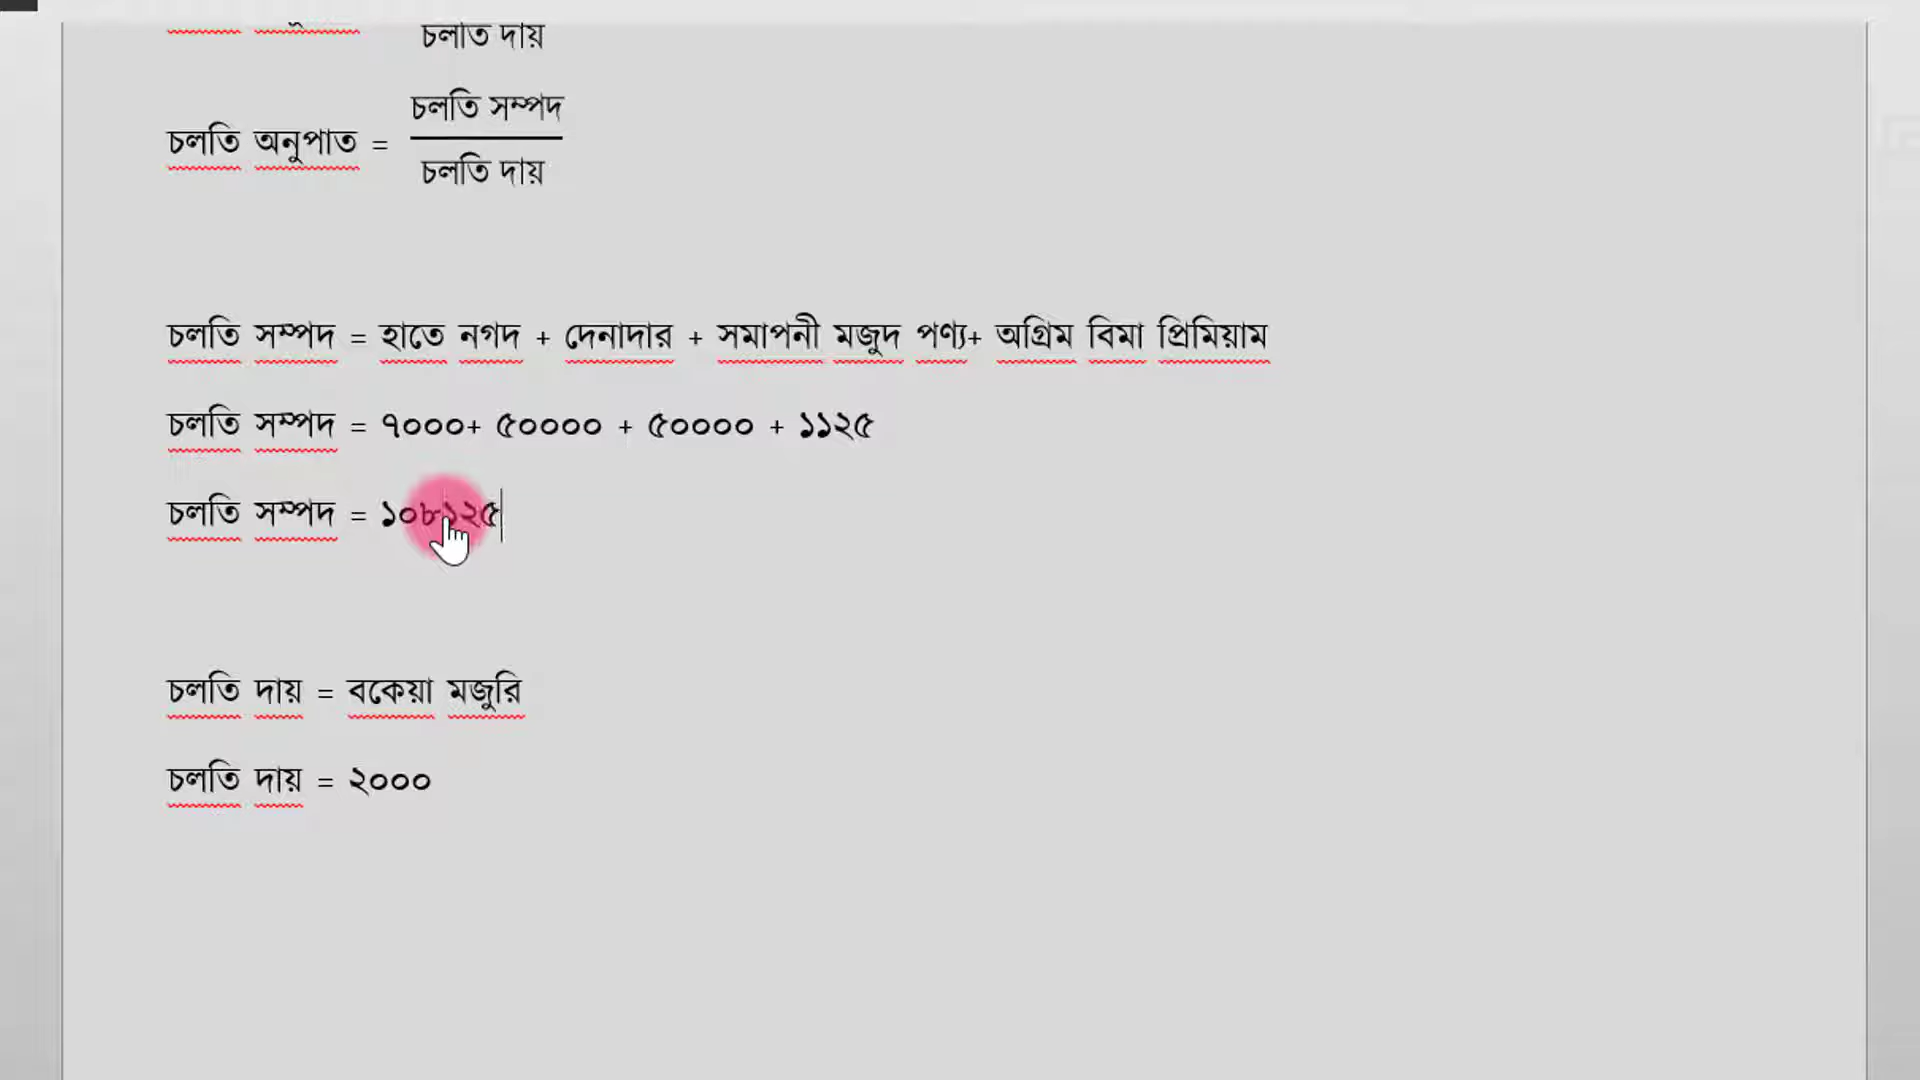 চলতি দায়
চলতি সম্পদ
চলতি অনুপাত =
চলতি দায়
চলতি সম্পদ = হাতে নগদ + দেনাদার + সমাপনী মজুদ পণ্য+ অগ্রিম বিমা প্রিমিয়াম
চলতি সম্পদ = ৭০০০+ ৫০০০০ + ৫০০০০ + ১১২৫
চলতি সম্পদ = ১০৮১২৫
চলতি দায় = বকেয়া মজুরি
চলতি দায় = ২০০০